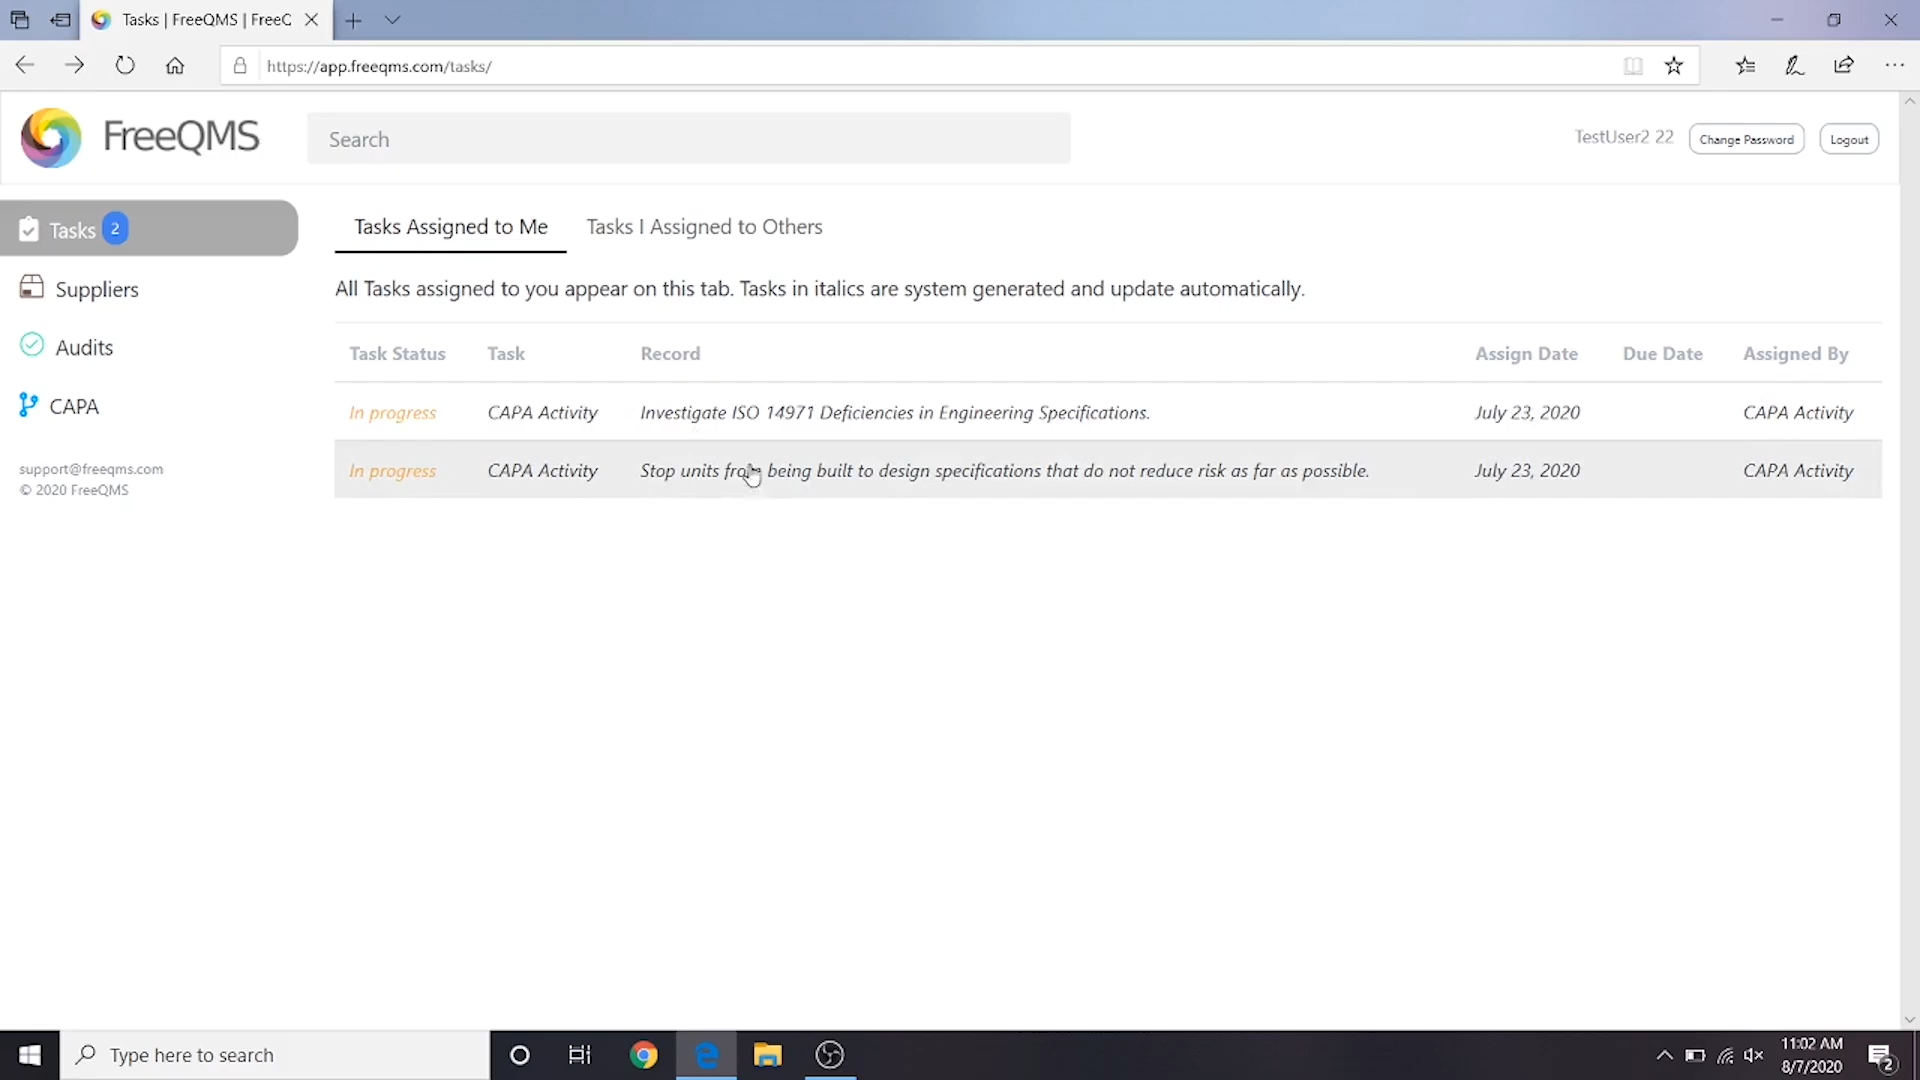 Tasks | FreeQMS | FreeC
https://app.freeqms.com/tasks/
FreeQMS
Search
TestUser2 22
Change Password
Logout
Tasks 2
Suppliers
Audits
CAPA
support@freeqms.com
© 2020 FreeQMS
Tasks Assigned to Me
Tasks I Assigned to Others
All Tasks assigned to you appear on this tab. Tasks in italics are system generated and update automatically.
Task Status Task Record Assign Date Due Date Assigned By
In progress CAPA Activity Investigate ISO 14971 Deficiencies in Engineering Specifications. July 23, 2020 CAPA Activity
In progress CAPA Activity Stop units from being built to design specifications that do not reduce risk as far as possible. July 23, 2020 CAPA Activity
Type here to search
11:02 AM
8/7/2020
2